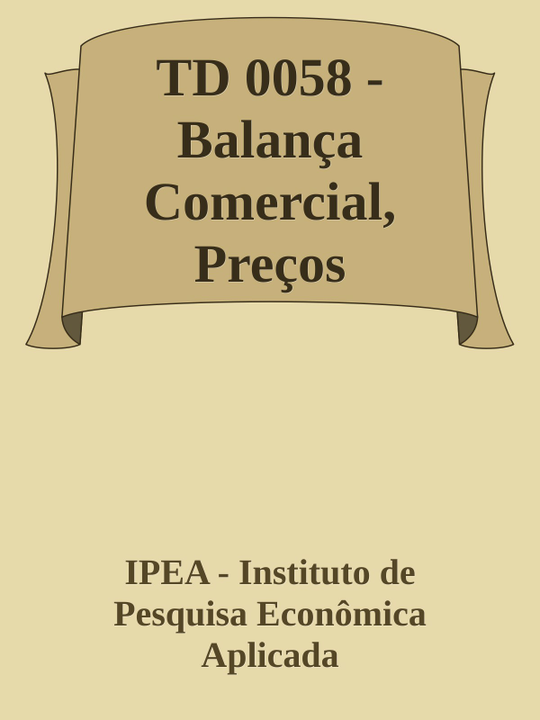 TD 0058 -
Balança
Comercial,
Preços
IPEA - Instituto de
Pesquisa Econômica
Aplicada